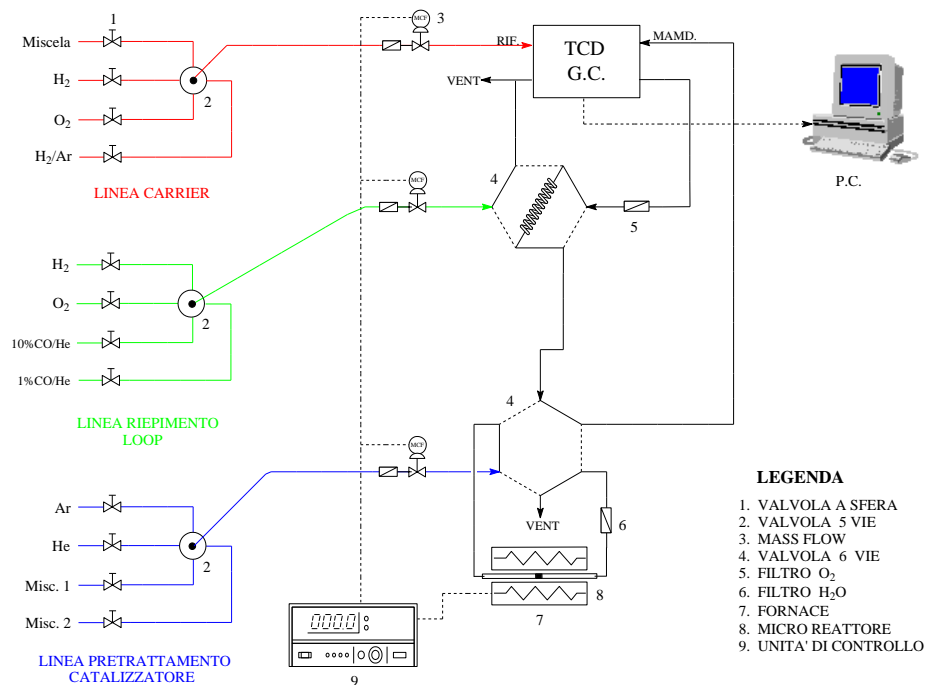 1
MCF
3
Miscela
RIF.
TCD
G.C.
MAMD.
H₂
2
VENT
O₂
H₂/Ar
P.C.
LINEA CARRIER
MCF
4
5
H₂
O₂
2
10%CO/He
1%CO/He
4
LINEA RIEPIMENTO
LOOP
MCF
LEGENDA
1. VALVOLA A SFERA
2. VALVOLA 5 VIE
3. MASS FLOW
4. VALVOLA 6 VIE
5. FILTRO O₂
6. FILTRO H₂O
7. FORNACE
8. MICRO REATTORE
9. UNITA' DI CONTROLLO
Ar
VENT
6
He
2
Misc. 1
8
Misc. 2
000.0
7
LINEA PRETRATTAMENTO
CATALIZZATORE
9